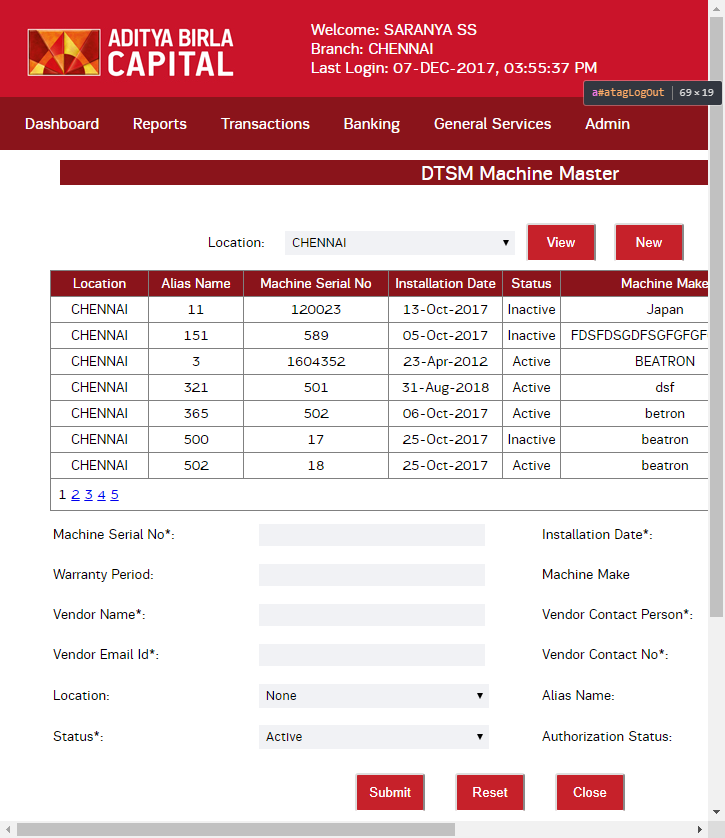 ADITYA BIRLA
CAPITAL
Welcome: SARANYA SS
Branch: CHENNAI
Last Login: 07-DEC-2017, 03:55:37 PM
a#atagLogOut | 69×19
Dashboard Reports Transactions Banking General Services Admin
DTSM Machine Master
Location: CHENNAI View New
Location Alias Name Machine Serial No Installation Date Status Machine Make
CHENNAI 11 120023 13-Oct-2017 Inactive Japan
CHENNAI 151 589 05-Oct-2017 Inactive FDSFDSGDFSGFGFGF
CHENNAI 3 1604352 23-Apr-2012 Active BEATRON
CHENNAI 321 501 31-Aug-2018 Active dsf
CHENNAI 365 502 06-Oct-2017 Active betron
CHENNAI 500 17 25-Oct-2017 Inactive beatron
CHENNAI 502 18 25-Oct-2017 Active beatron
1 2 3 4 5
Machine Serial No*: Installation Date*:
Warranty Period: Machine Make
Vendor Name*: Vendor Contact Person*:
Vendor Email Id*: Vendor Contact No*:
Location: None Alias Name:
Status*: Active Authorization Status:
Submit Reset Close